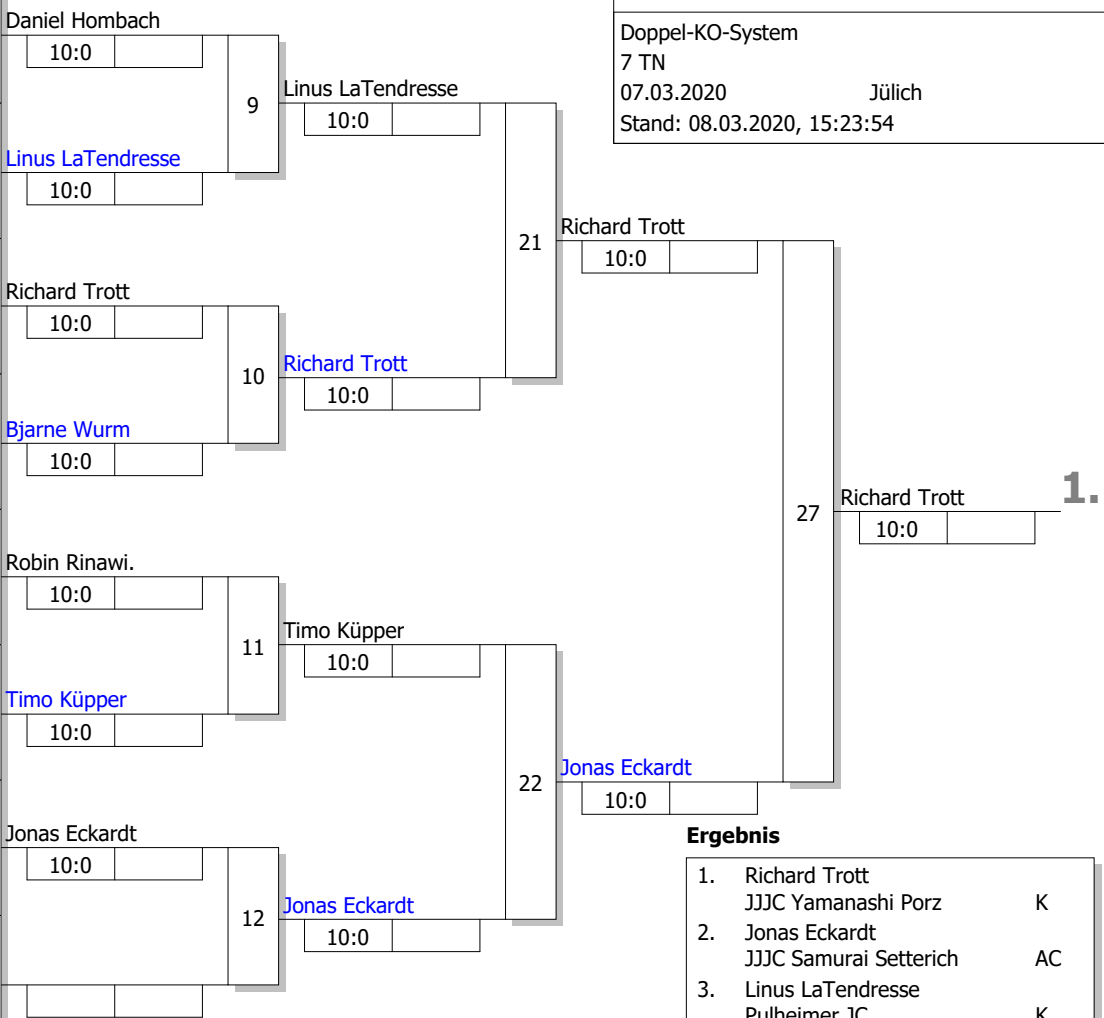 Doppel-KO-System
7 TN
07.03.2020 Jülich
Stand: 08.03.2020, 15:23:54
Daniel Hombach
10:0
9
Linus LaTendresse
10:0
Linus LaTendresse
10:0
21
Richard Trott
10:0
Richard Trott
10:0
10
Richard Trott
10:0
Bjarne Wurm
10:0
27
Richard Trott
1.
10:0
Robin Rinawi.
10:0
11
Timo Küpper
10:0
Timo Küpper
10:0
22
Jonas Eckardt
10:0
Jonas Eckardt
10:0
12
Jonas Eckardt
10:0
Ergebnis
1. Richard Trott
JJJC Yamanashi Porz K
2. Jonas Eckardt
JJJC Samurai Setterich AC
3. Linus LaTendresse
Pulheimer JC K